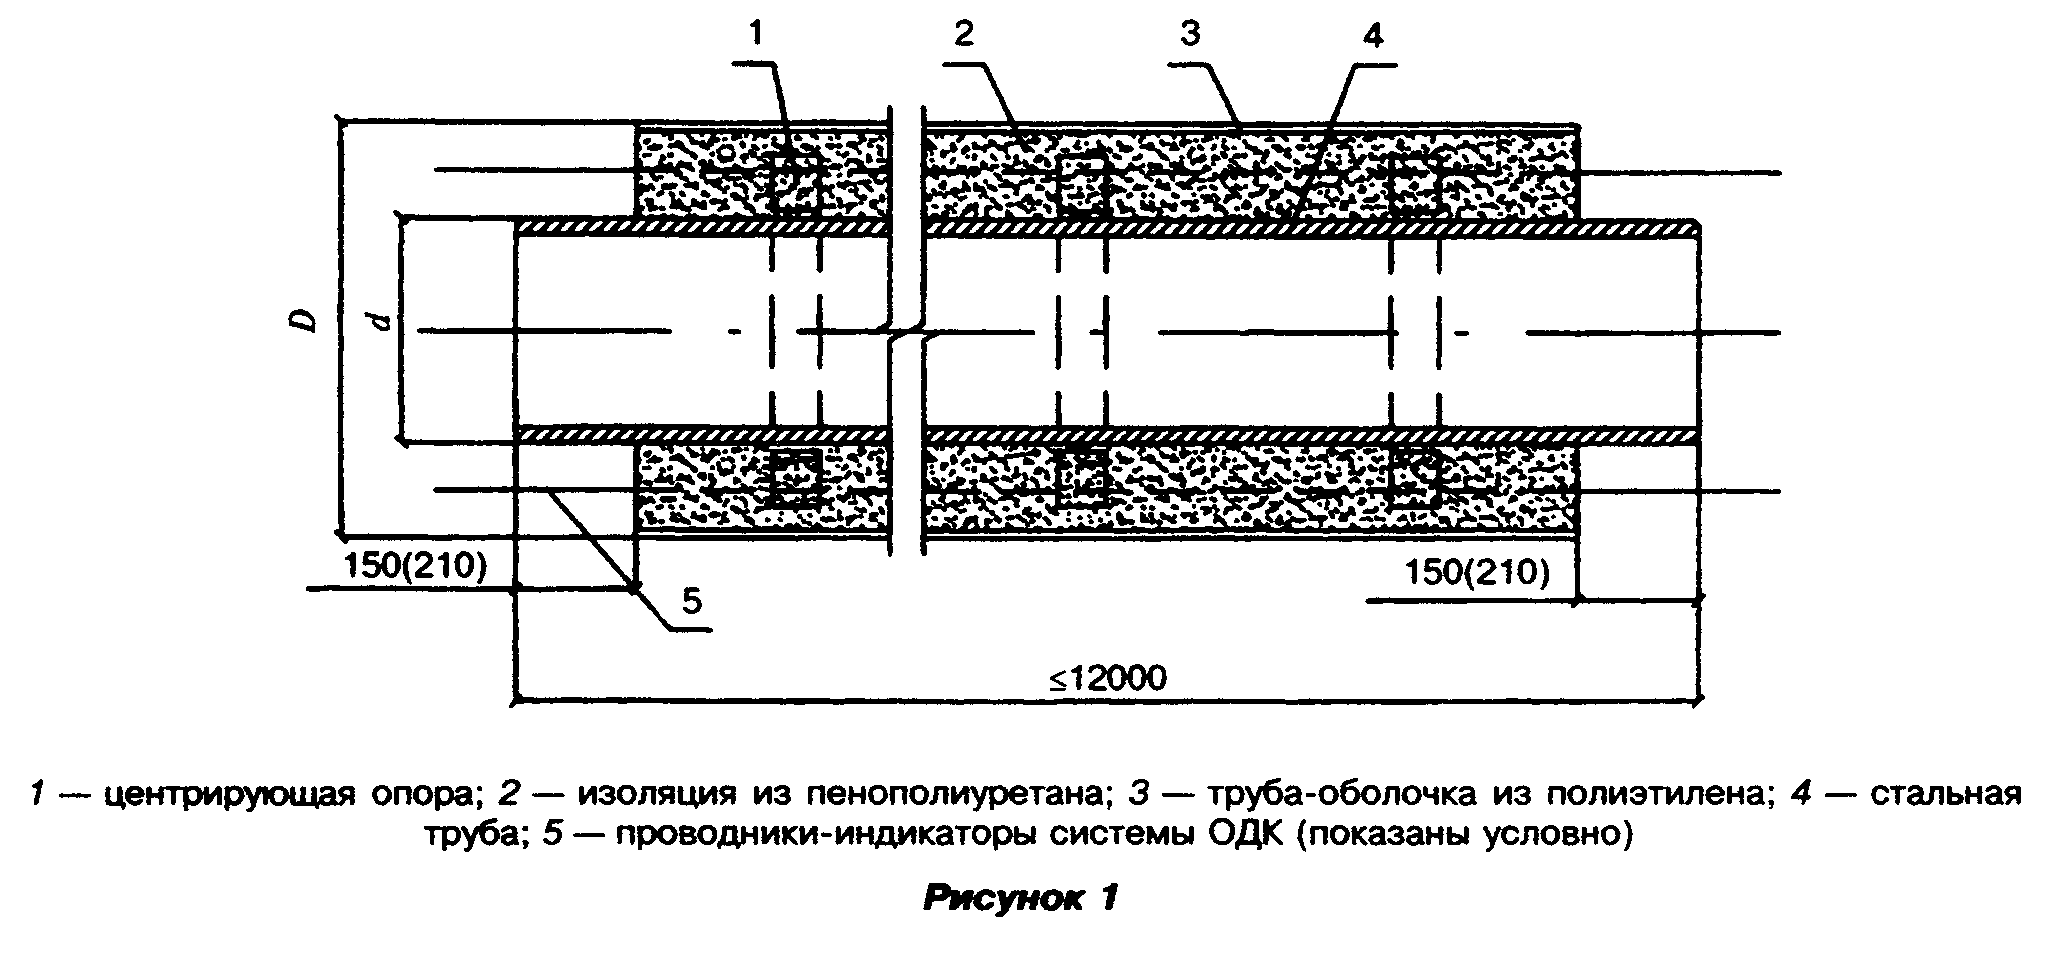 1 2 3 4
D
d
150(210)
150(210)
5
≤12000
1 — центрирующая опора; 2 — изоляция из пенополиуретана; 3 — труба-оболочка из полиэтилена; 4 — стальная
труба; 5 — проводники-индикаторы системы ОДК (показаны условно)
Рисунок 1